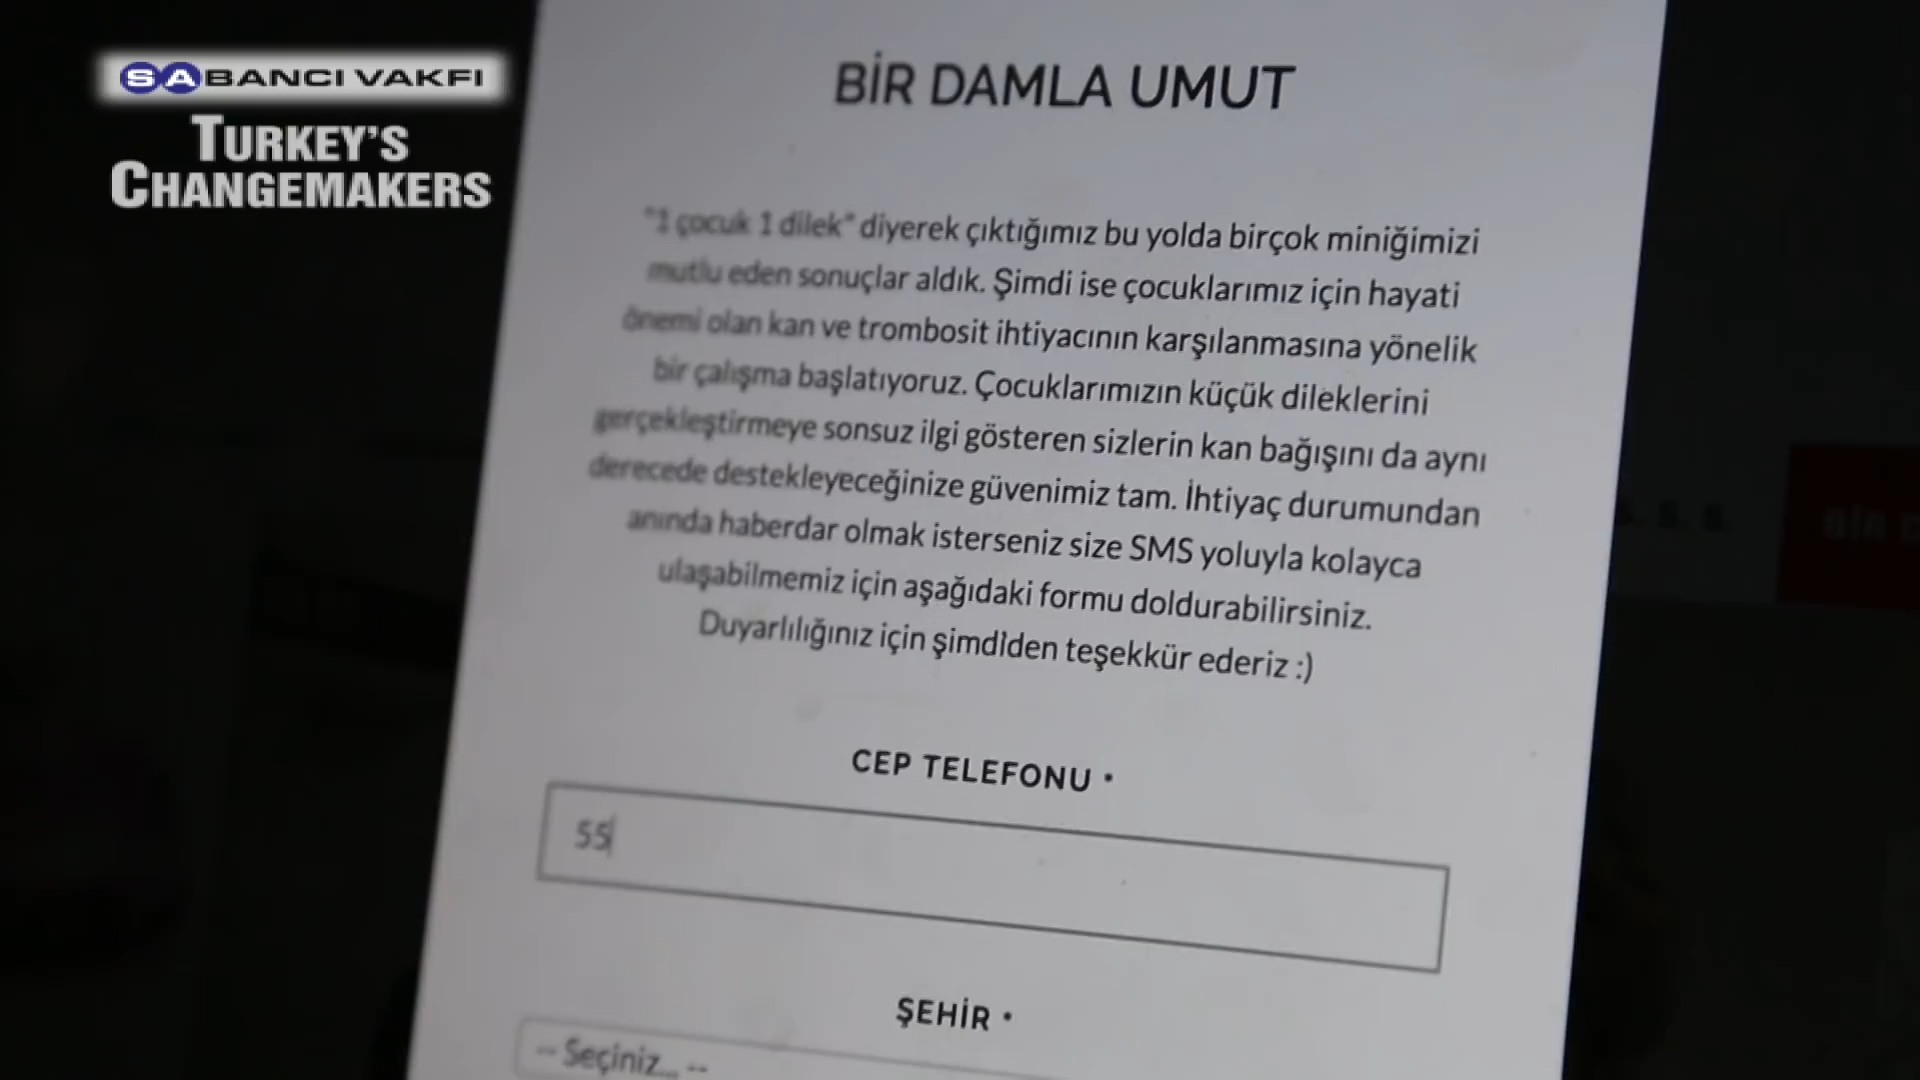 SABANCI VAKFI
TURKEY'S
CHANGEMAKERS
BİR DAMLA UMUT
"1 çocuk 1 dilek" diyerek çıktığımız bu yolda birçok miniğimizi
mutlu eden sonuçlar aldık. Şimdi ise çocuklarımız için hayati
önemi olan kan ve trombosit ihtiyacının karşılanmasına yönelik
bir çalışma başlatıyoruz. Çocuklarımızın küçük dileklerini
gerçekleştirmeye sonsuz ilgi gösteren sizlerin kan bağışını da aynı
derecede destekleyeceğinize güvenimiz tam. İhtiyaç durumundan
anında haberdar olmak isterseniz size SMS yoluyla kolayca
ulaşabilmemiz için aşağıdaki formu doldurabilirsiniz.
Duyarlılığınız için şimdiden teşekkür ederiz :)
CEP TELEFONU *
55
ŞEHİR *
-- Seçiniz... --
BİR D